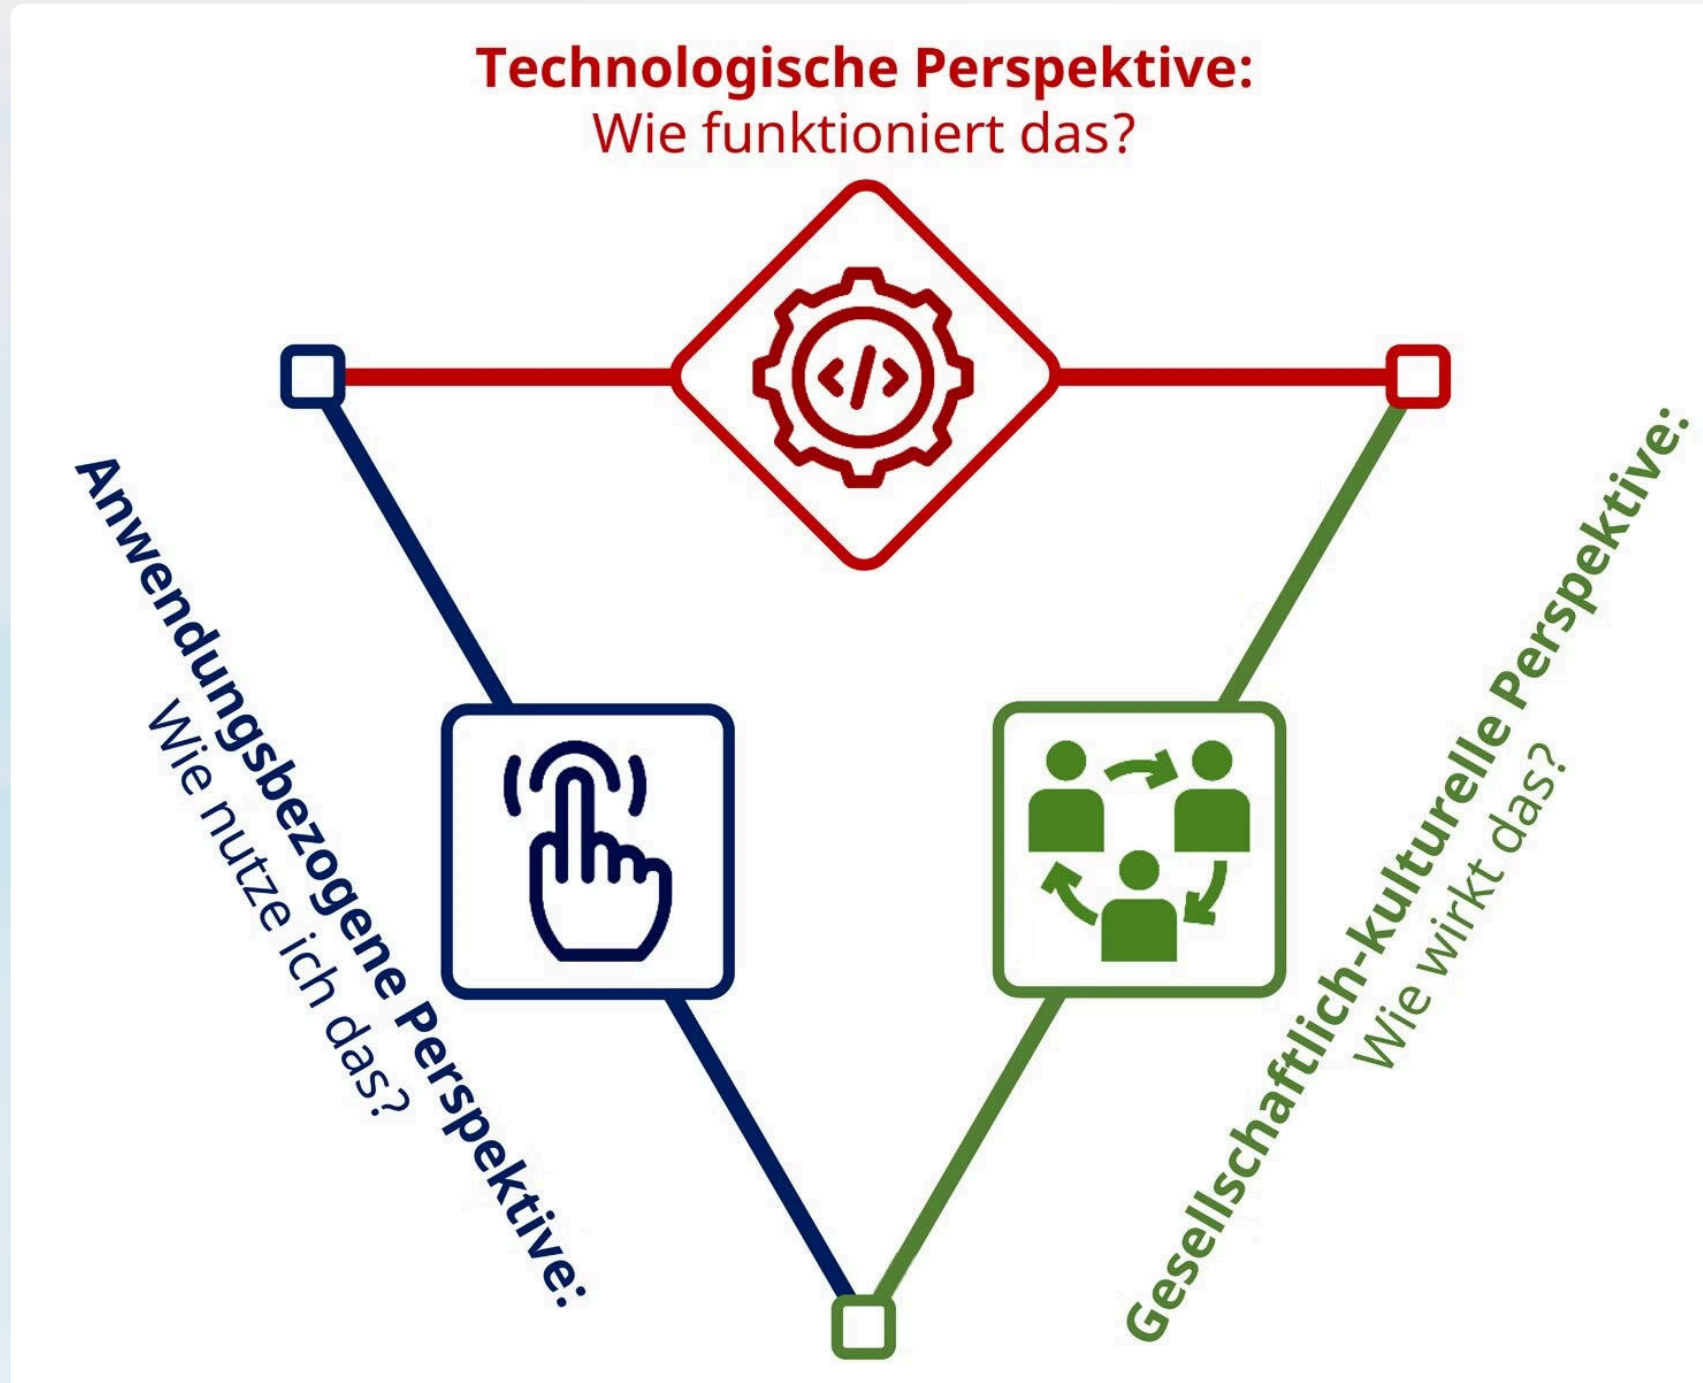 Technologische Perspektive:
Wie funktioniert das?
</>
Anwendungsbezogene Perspektive:
Wie nutze ich das?
Gesellschaftlich-kulturelle Perspektive:
Wie wirkt das?